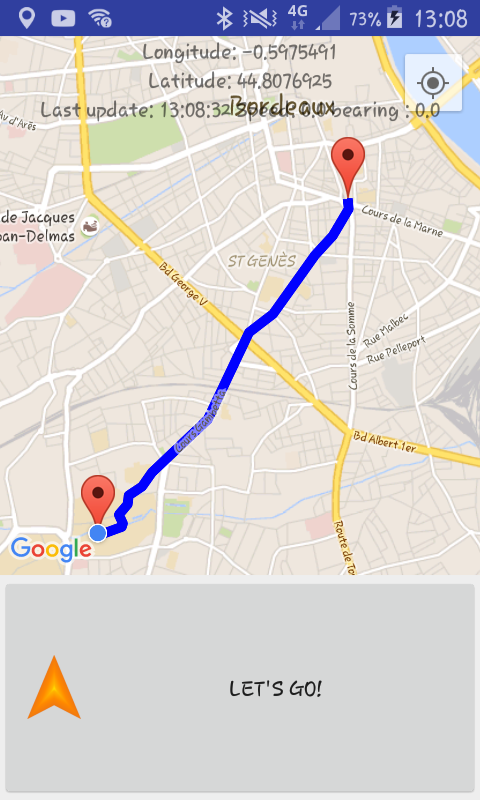 4G
73%
13:08
Longitude: -0.5975491
Latitude: 44.8076925
Bordeaux
Last update: 13:08:32 Speed: 0.0 bearing : 0.0
Av d'Arès
Cours de la Marne
de Jacques
ban-Delmas
ST GENÈS
Bd George V
Cours de la Somme
Rue Malbec
Rue Pelleport
Cours Gambetta
Bd Albert 1er
Route de To
Google
LET'S GO!